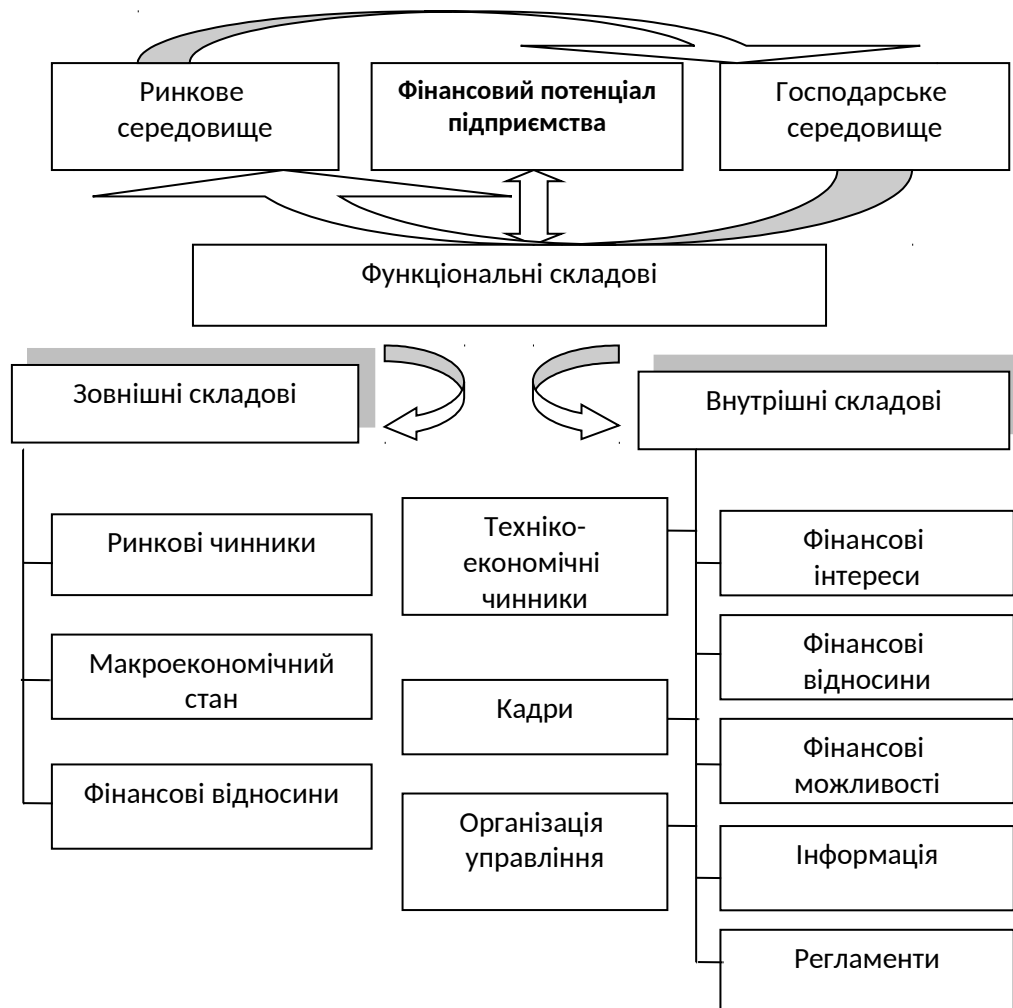 Ринкове
середовище
Фінансовий потенціал
підприємства
Господарське
середовище
Функціональні складові
Зовнішні складові
Внутрішні складові
Ринкові чинники
Макроекономічний
стан
Фінансові відносини
Техніко-
економічні
чинники
Кадри
Організація
управління
Фінансові
інтереси
Фінансові
відносини
Фінансові
можливості
Інформація
Регламенти